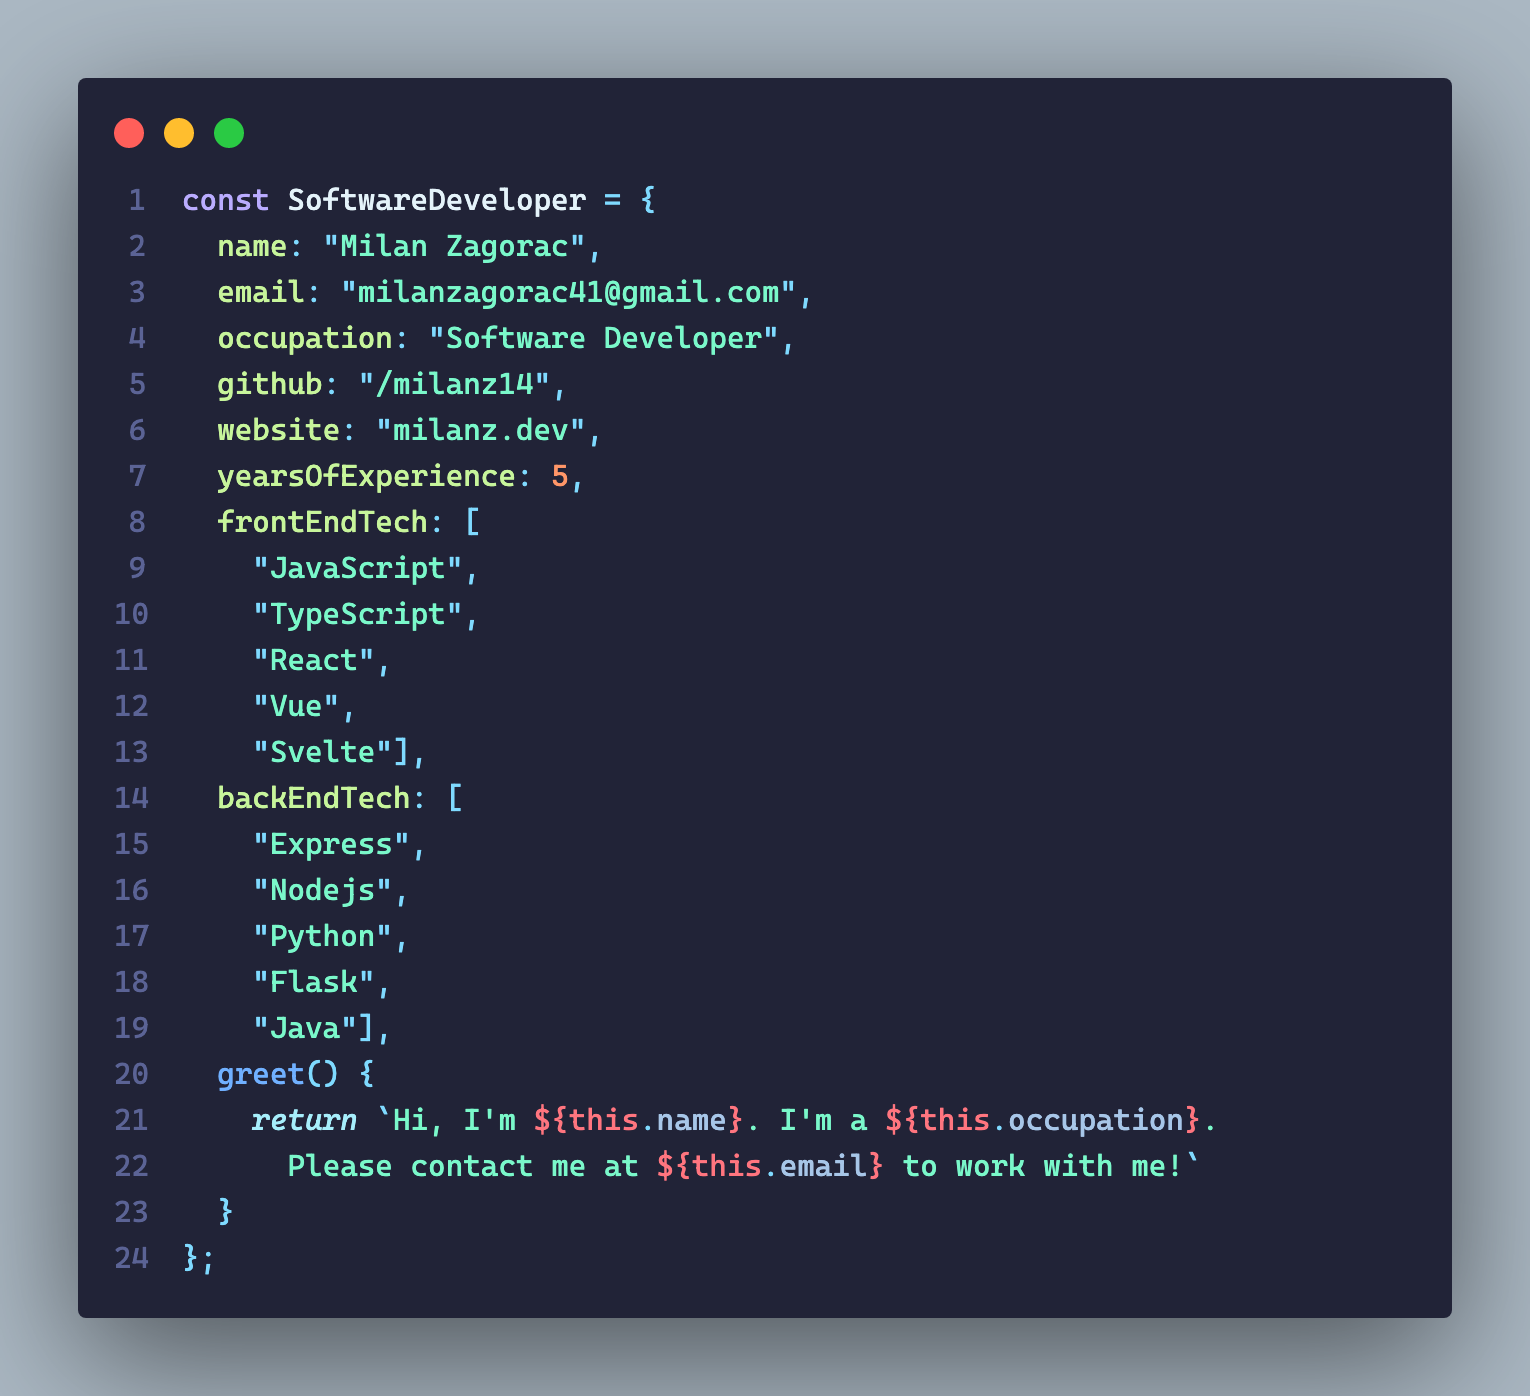 1 const SoftwareDeveloper = {
2   name: "Milan Zagorac",
3   email: "milanzagorac41@gmail.com",
4   occupation: "Software Developer",
5   github: "/milanz14",
6   website: "milanz.dev",
7   yearsOfExperience: 5,
8   frontEndTech: [
9     "JavaScript",
10     "TypeScript",
11     "React",
12     "Vue",
13     "Svelte"],
14   backEndTech: [
15     "Express",
16     "Nodejs",
17     "Python",
18     "Flask",
19     "Java"],
20   greet() {
21     return `Hi, I'm ${this.name}. I'm a ${this.occupation}.
22       Please contact me at ${this.email} to work with me!`
23   }
24 };